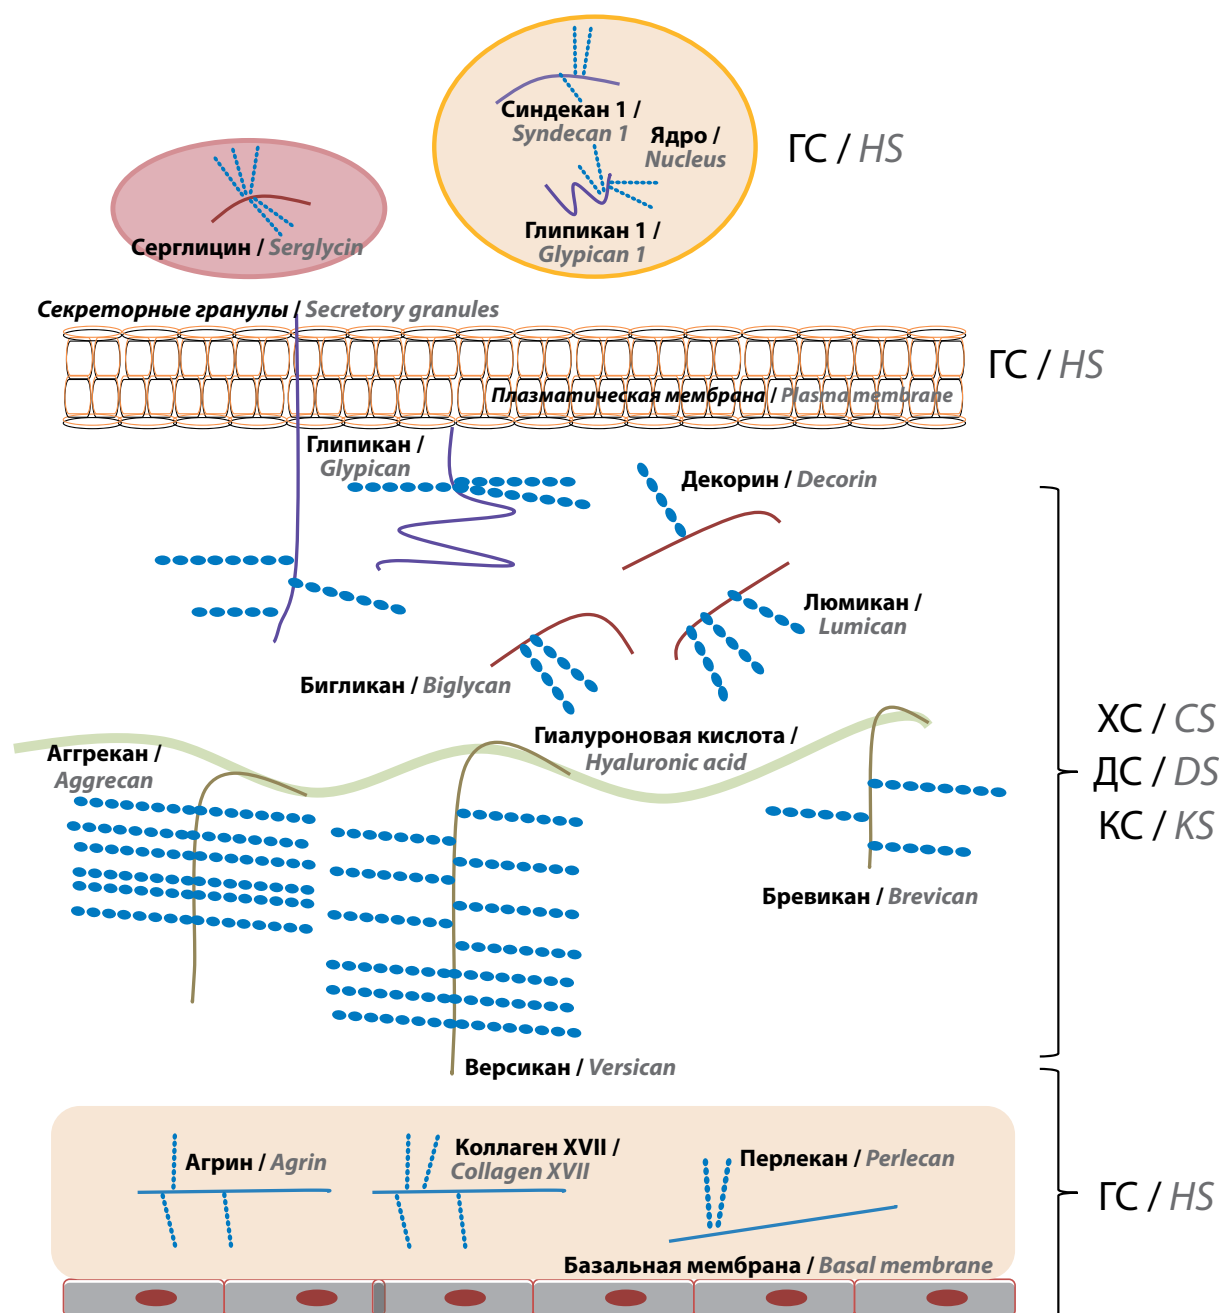 Синдекан 1 /
Syndecan 1
Ядро /
Nucleus
ГС / HS
Глипикан 1 /
Glypican 1
Серглицин / Serglycin
Секреторные гранулы / Secretory granules
ГС / HS
Плазматическая мембрана / Plasma membrane
Глипикан /
Glypican
Декорин / Decorin
Люмикан /
Lumican
Бигликан / Biglycan
Гиалуроновая кислота /
Hyaluronic acid
Аггрекан /
Aggrecan
ХС / CS
ДС / DS
КС / KS
Бревикан / Brevican
Версикан / Versican
Агрин / Agrin
Коллаген XVII /
Collagen XVII
Перлекан / Perlecan
ГС / HS
Базальная мембрана / Basal membrane